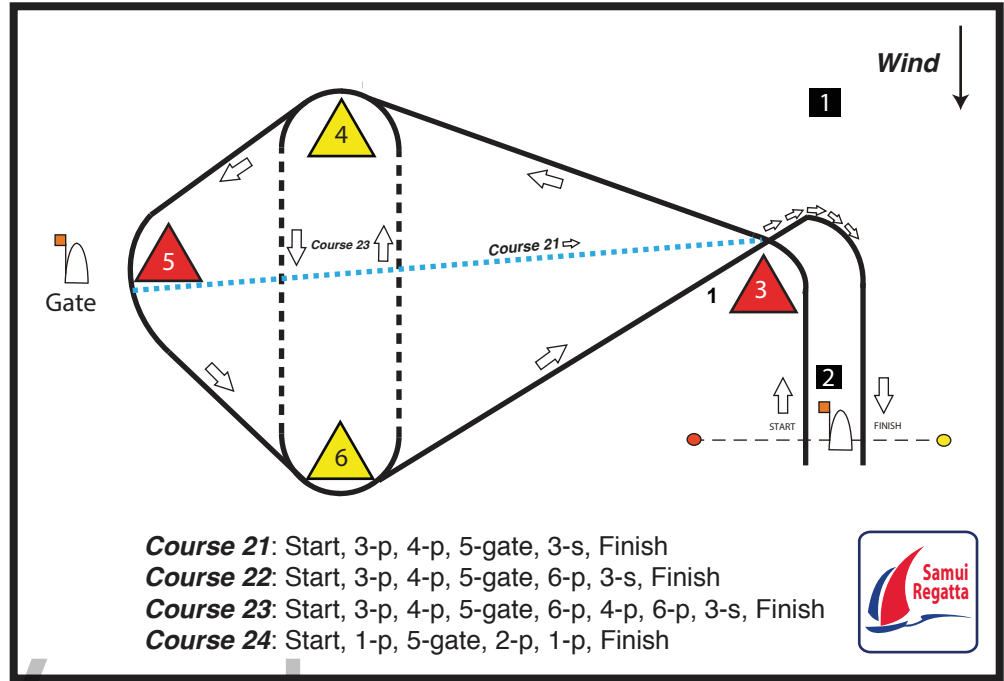 Wind
1
4
Course 23
Course 21
5
Gate
1
3
2
START
FINISH
6
Course 21: Start, 3-p, 4-p, 5-gate, 3-s, Finish
Course 22: Start, 3-p, 4-p, 5-gate, 6-p, 3-s, Finish
Course 23: Start, 3-p, 4-p, 5-gate, 6-p, 4-p, 6-p, 3-s, Finish
Course 24: Start, 1-p, 5-gate, 2-p, 1-p, Finish
Samui
Regatta